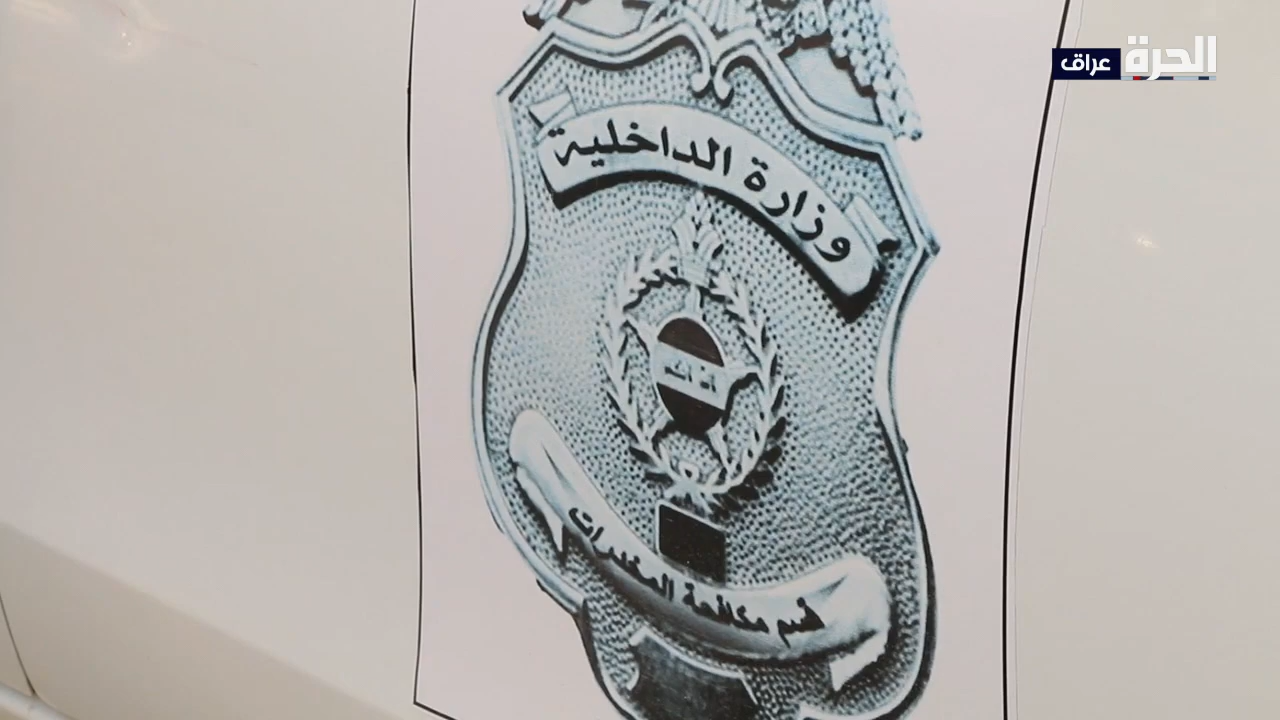 الحرة
عراق
وزارة الداخلية
قسم مكافحة المخدرات